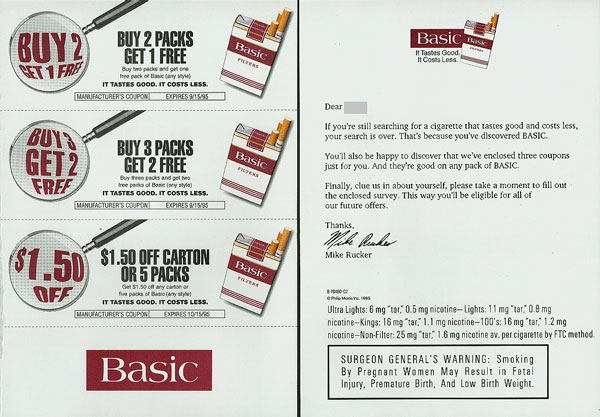 BUY 2
GET 1 FREE
BUY 2 PACKS
GET 1 FREE
Buy two packs and get one
free pack of Basic (any style)
IT TASTES GOOD. IT COSTS LESS.
MANUFACTURER'S COUPON EXPIRES 9/15/95
Basic
FILTERS
BUY 3
GET 2
FREE
BUY 3 PACKS
GET 2 FREE
Buy three packs and get two
free packs of Basic (any style)
IT TASTES GOOD. IT COSTS LESS.
MANUFACTURER'S COUPON EXPIRES 9/15/95
Basic
FILTERS
$1.50
OFF
$1.50 OFF CARTON
OR 5 PACKS
Get $1.50 off any carton or
five packs of Basic (any style)
IT TASTES GOOD. IT COSTS LESS.
MANUFACTURER'S COUPON EXPIRES 10/15/95
Basic
FILTERS
Basic
Basic
It Tastes Good.
It Costs Less.
Dear
If you're still searching for a cigarette that tastes good and costs less,
your search is over. That's because you've discovered BASIC.
You'll also be happy to discover that we've enclosed three coupons
just for you. And they're good on any pack of BASIC.
Finally, clue us in about yourself, please take a moment to fill out
the enclosed survey. This way you'll be eligible for all of
our future offers.
Thanks,
Mike Rucker
Mike Rucker
© Philip Morris Inc. 1995
Ultra Lights: 6 mg "tar," 0.5 mg nicotine—Lights: 11 mg "tar," 0.8 mg
nicotine—Kings: 16 mg "tar," 1.1 mg nicotine—100's: 16 mg "tar," 1.2 mg
nicotine—Non-Filter: 25 mg "tar", 1.6 mg nicotine av. per cigarette by FTC method.
SURGEON GENERAL'S WARNING: Smoking
By Pregnant Women May Result in Fetal
Injury, Premature Birth, And Low Birth Weight.